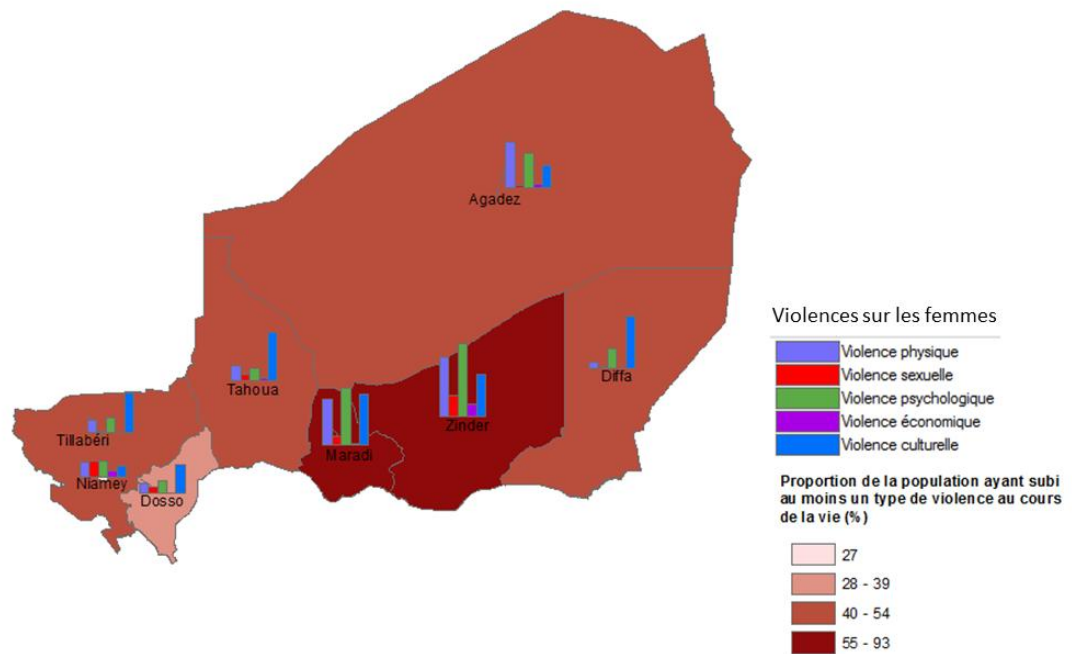 Agadez
Diffa
Tahoua
Zinder
Tillabéri
Maradi
Niamey
Dosso
Violences sur les femmes
Violence physique
Violence sexuelle
Violence psychologique
Violence économique
Violence culturelle
Proportion de la population ayant subi
au moins un type de violence au cours
de la vie (%)
27
28 - 39
40 - 54
55 - 93